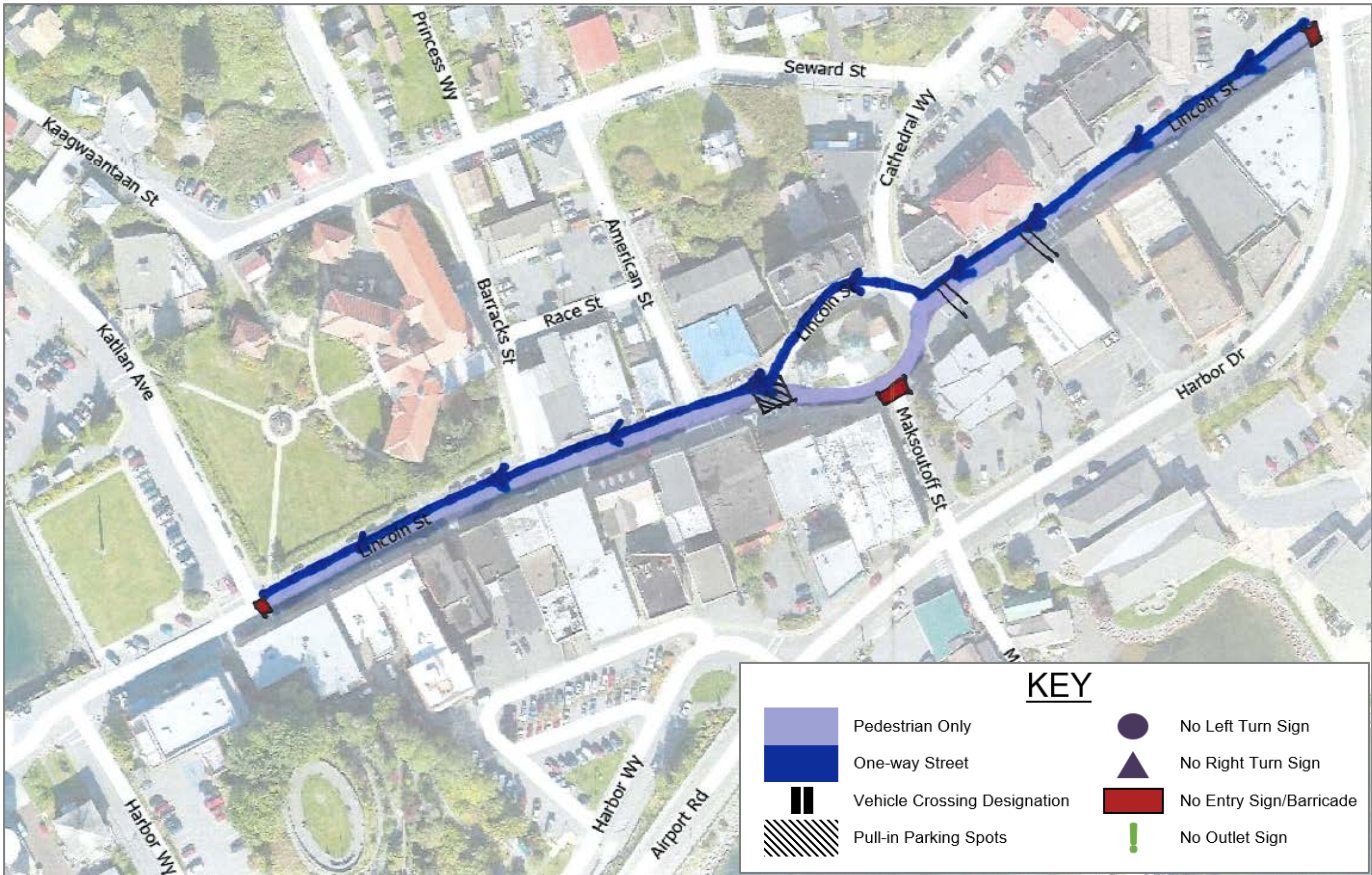 Princess Wy
Seward St
Lincoln St
Cathedral Wy
Kaagwaantaan St
American St
Barracks St
Race St
Lincoln St
Katlian Ave
Harbor Dr
Maksoutoff St
Lincoln St
M
Harbor Wy
Harbor Wy
Airport Rd
KEY
Pedestrian Only
No Left Turn Sign
One-way Street
No Right Turn Sign
Vehicle Crossing Designation
No Entry Sign/Barricade
Pull-in Parking Spots
No Outlet Sign